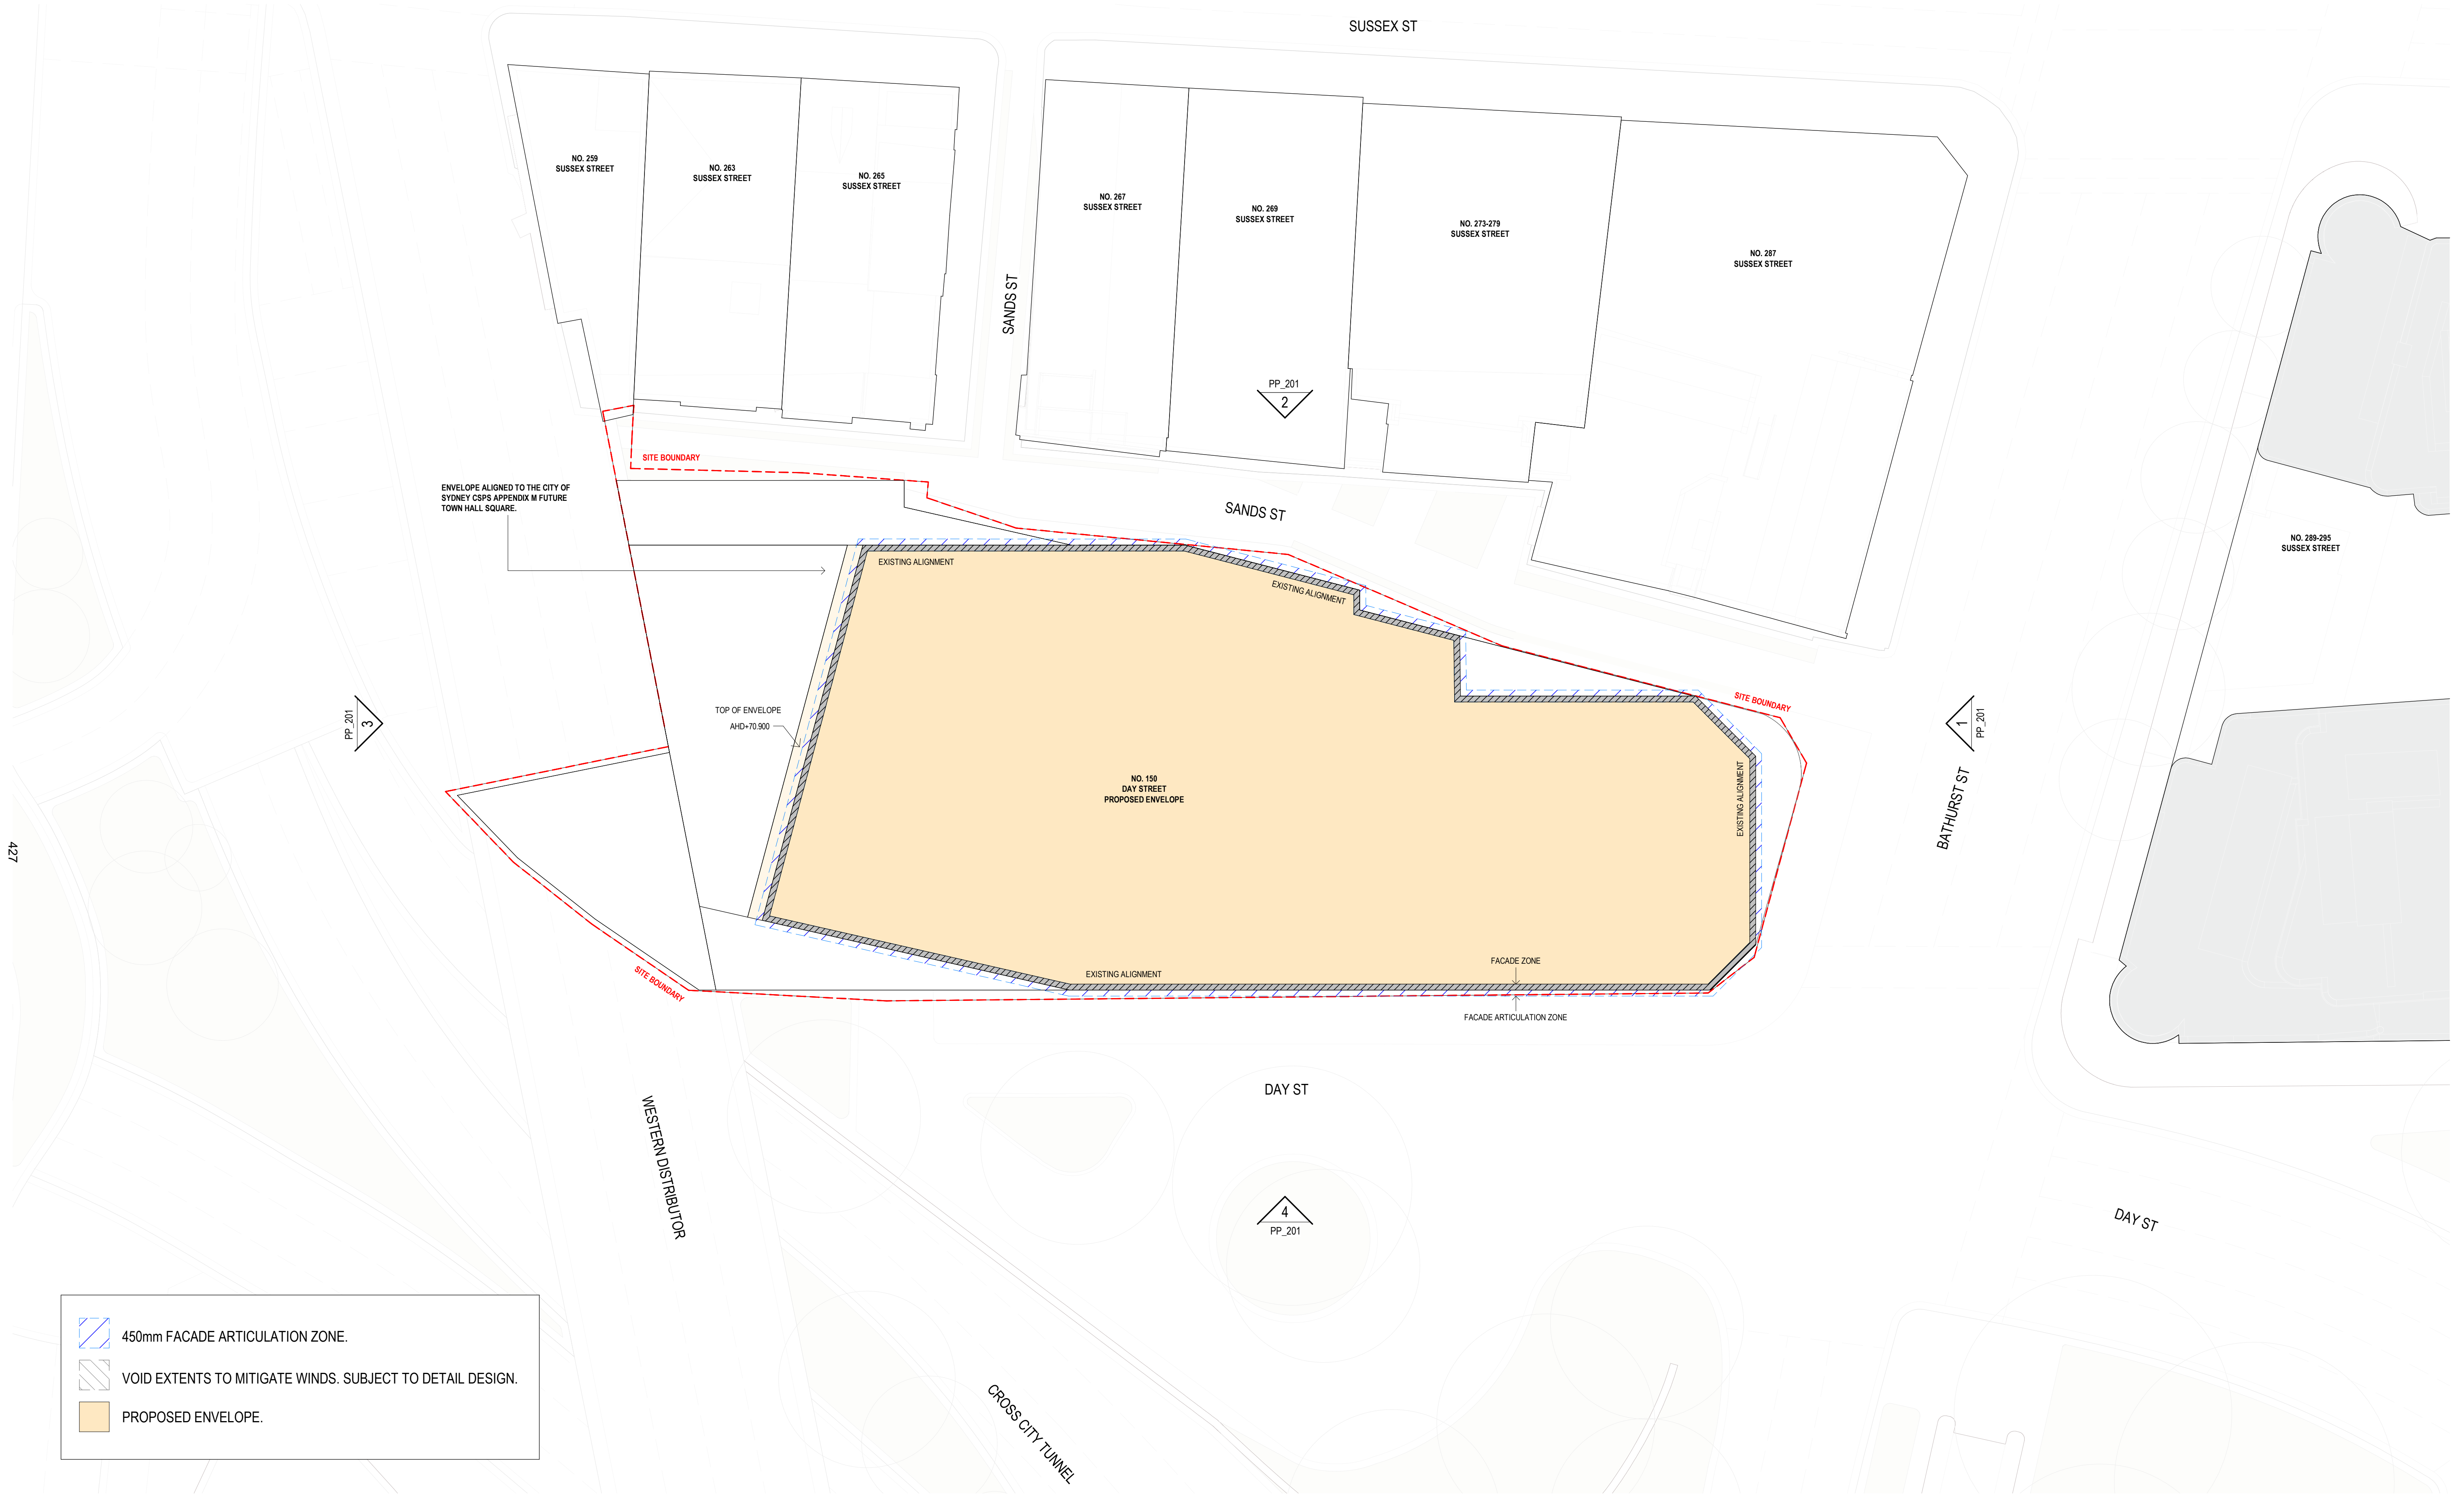 SUSSEX ST
NO. 259
SUSSEX STREET
NO. 263
SUSSEX STREET
NO. 265
SUSSEX STREET
NO. 267
SUSSEX STREET
NO. 269
SUSSEX STREET
NO. 273-279
SUSSEX STREET
NO. 287
SUSSEX STREET
SANDS ST
PP_201
2
SITE BOUNDARY
ENVELOPE ALIGNED TO THE CITY OF
SYDNEY CSPS APPENDIX M FUTURE
TOWN HALL SQUARE.
SANDS ST
NO. 289-295
SUSSEX STREET
EXISTING ALIGNMENT
EXISTING ALIGNMENT
PP_201
3
TOP OF ENVELOPE
AHD+70.900
SITE BOUNDARY
1
PP_201
NO. 150
DAY STREET
PROPOSED ENVELOPE
EXISTING ALIGNMENT
BATHURST ST
427
SITE BOUNDARY
EXISTING ALIGNMENT
FACADE ZONE
FACADE ARTICULATION ZONE
DAY ST
WESTERN DISTRIBUTOR
4
PP_201
DAY ST
CROSS CITY TUNNEL
450mm FACADE ARTICULATION ZONE.
VOID EXTENTS TO MITIGATE WINDS. SUBJECT TO DETAIL DESIGN.
PROPOSED ENVELOPE.